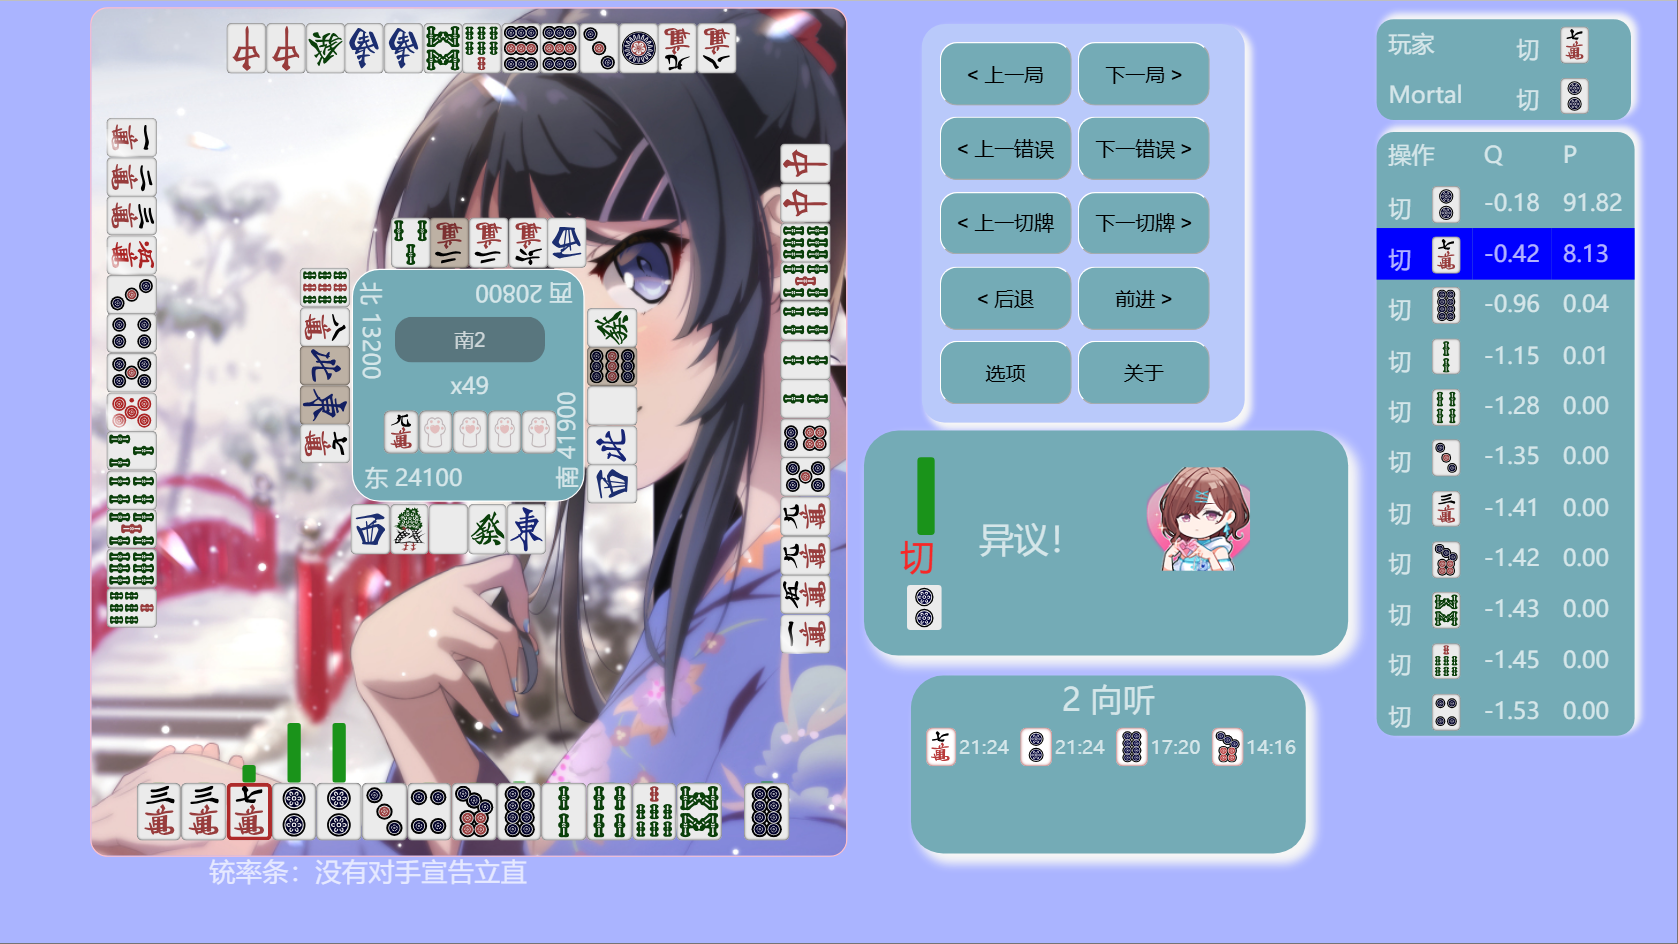 南2
x49
东 24100
南 41900
西 20800
北 13200
铳率条：没有对手宣告立直
< 上一局
下一局 >
< 上一错误
下一错误 >
< 上一切牌
下一切牌 >
< 后退
前进 >
选项
关于
切
异议！
2 向听
21:24 21:24 17:20 14:16
玩家 切
Mortal 切
操作 Q P
切 -0.18 91.82
切 -0.42 8.13
切 -0.96 0.04
切 -1.15 0.01
切 -1.28 0.00
切 -1.35 0.00
切 -1.41 0.00
切 -1.42 0.00
切 -1.43 0.00
切 -1.45 0.00
切 -1.53 0.00